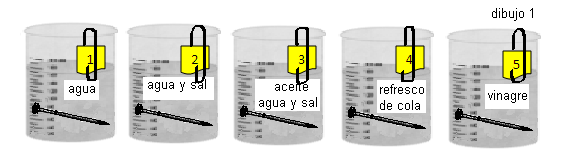 dibujo 1
1
agua
2
agua y sal
3
aceite
agua y sal
4
refresco
de cola
5
vinagre